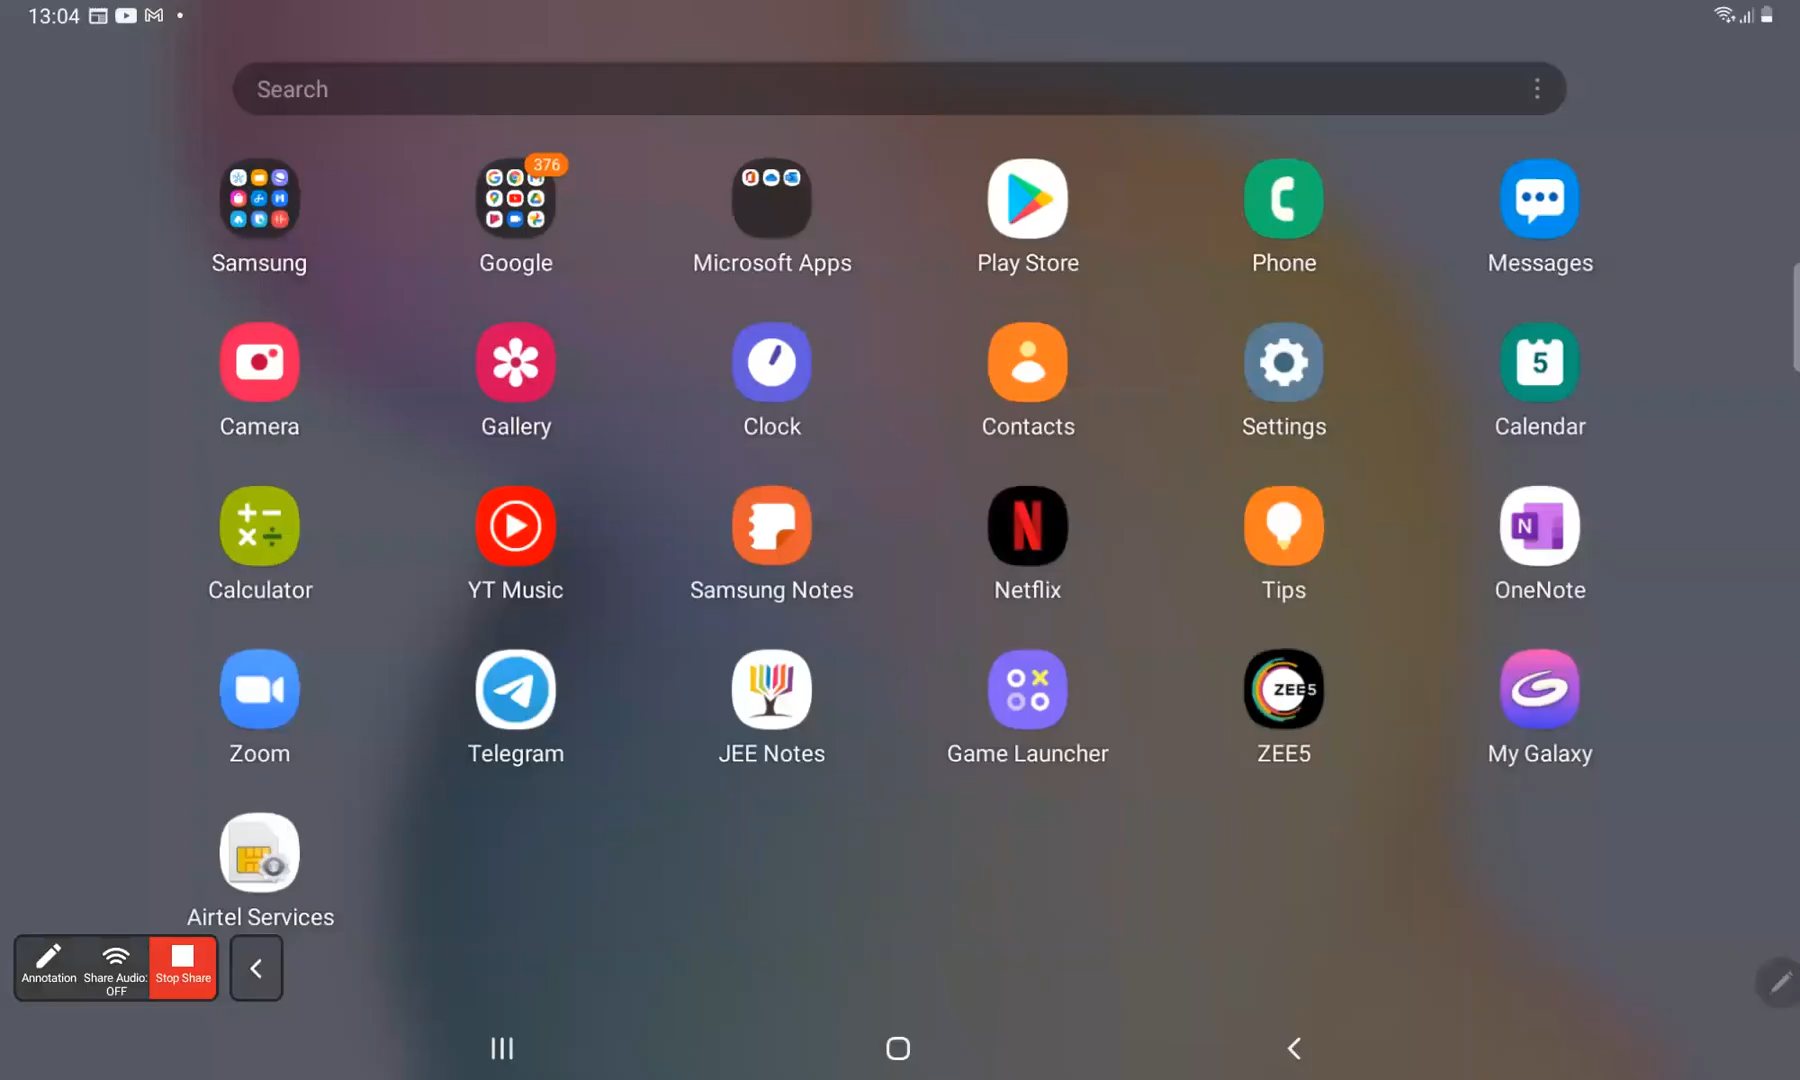 13:04
Search
376
Samsung
Google
Microsoft Apps
Play Store
Phone
Messages
5
Camera
Gallery
Clock
Contacts
Settings
Calendar
N
Calculator
YT Music
Samsung Notes
Netflix
Tips
OneNote
ZEE5
Zoom
Telegram
JEE Notes
Game Launcher
ZEE5
My Galaxy
Airtel Services
Annotation
Share Audio:
OFF
Stop Share